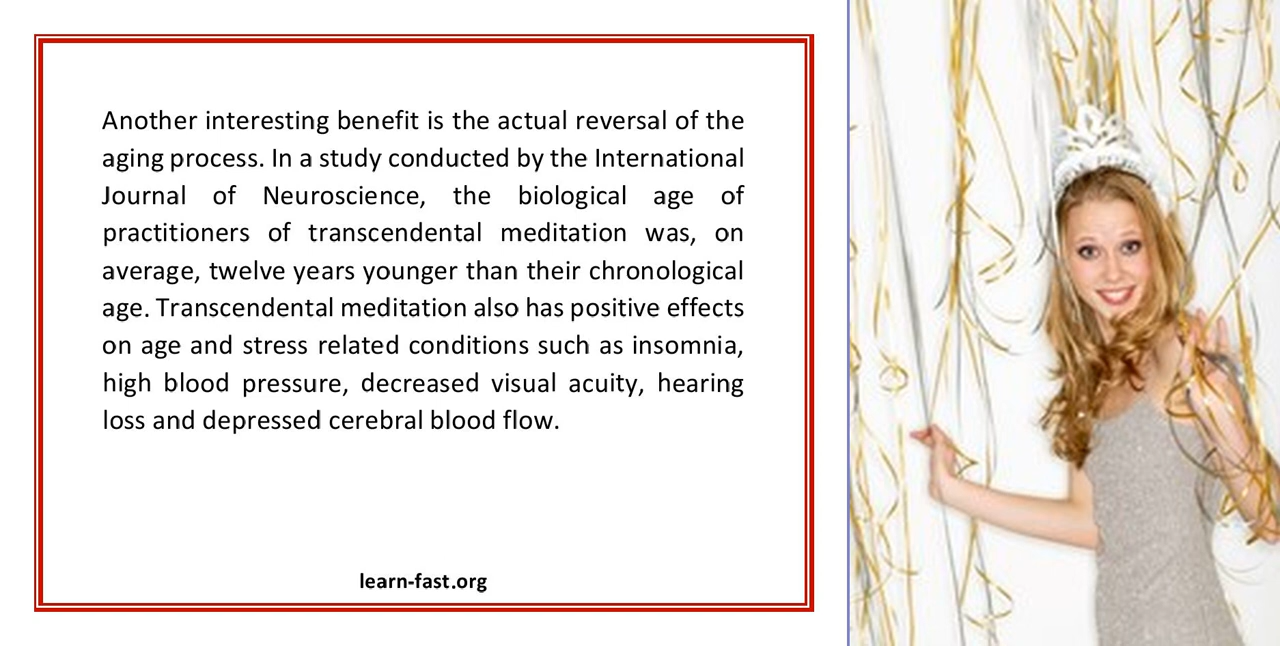 Another interesting benefit is the actual reversal of the
aging process. In a study conducted by the International
Journal of Neuroscience, the biological age of
practitioners of transcendental meditation was, on
average, twelve years younger than their chronological
age. Transcendental meditation also has positive effects
on age and stress related conditions such as insomnia,
high blood pressure, decreased visual acuity, hearing
loss and depressed cerebral blood flow.
learn-fast.org